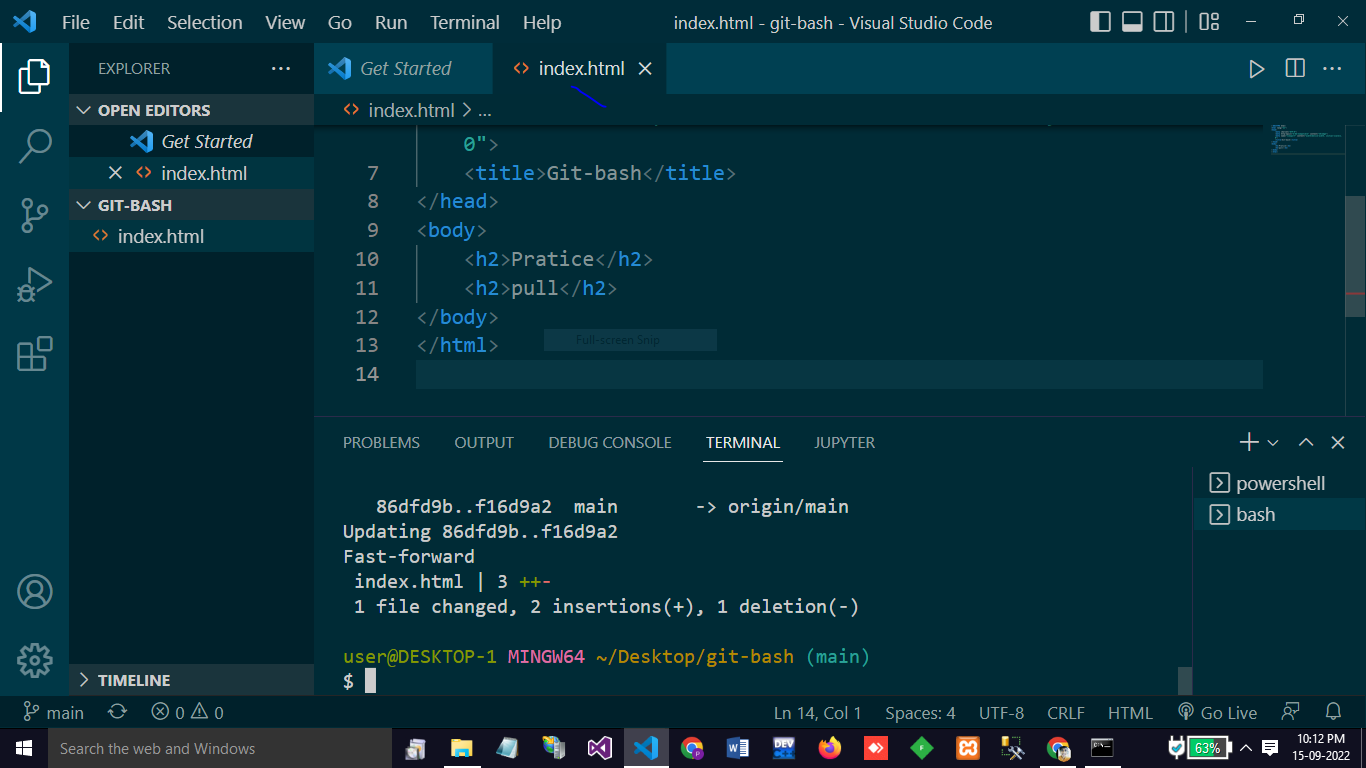 File Edit Selection View Go Run Terminal Help index.html - git-bash - Visual Studio Code
EXPLORER
Get Started index.html
OPEN EDITORS
Get Started
index.html
GIT-BASH
index.html
TIMELINE
index.html > ...
0">
7 <title>Git-bash</title>
8 </head>
9 <body>
10 <h2>Pratice</h2>
11 <h2>pull</h2>
12 </body>
13 </html>
14
Full-screen Snip
PROBLEMS OUTPUT DEBUG CONSOLE TERMINAL JUPYTER
86dfd9b..f16d9a2 main -> origin/main
Updating 86dfd9b..f16d9a2
Fast-forward
index.html | 3 ++-
1 file changed, 2 insertions(+), 1 deletion(-)
user@DESKTOP-1 MINGW64 ~/Desktop/git-bash (main)
$
powershell
bash
main 0 0 Ln 14, Col 1 Spaces: 4 UTF-8 CRLF HTML Go Live
Search the web and Windows
DEV
63%
10:12 PM
15-09-2022